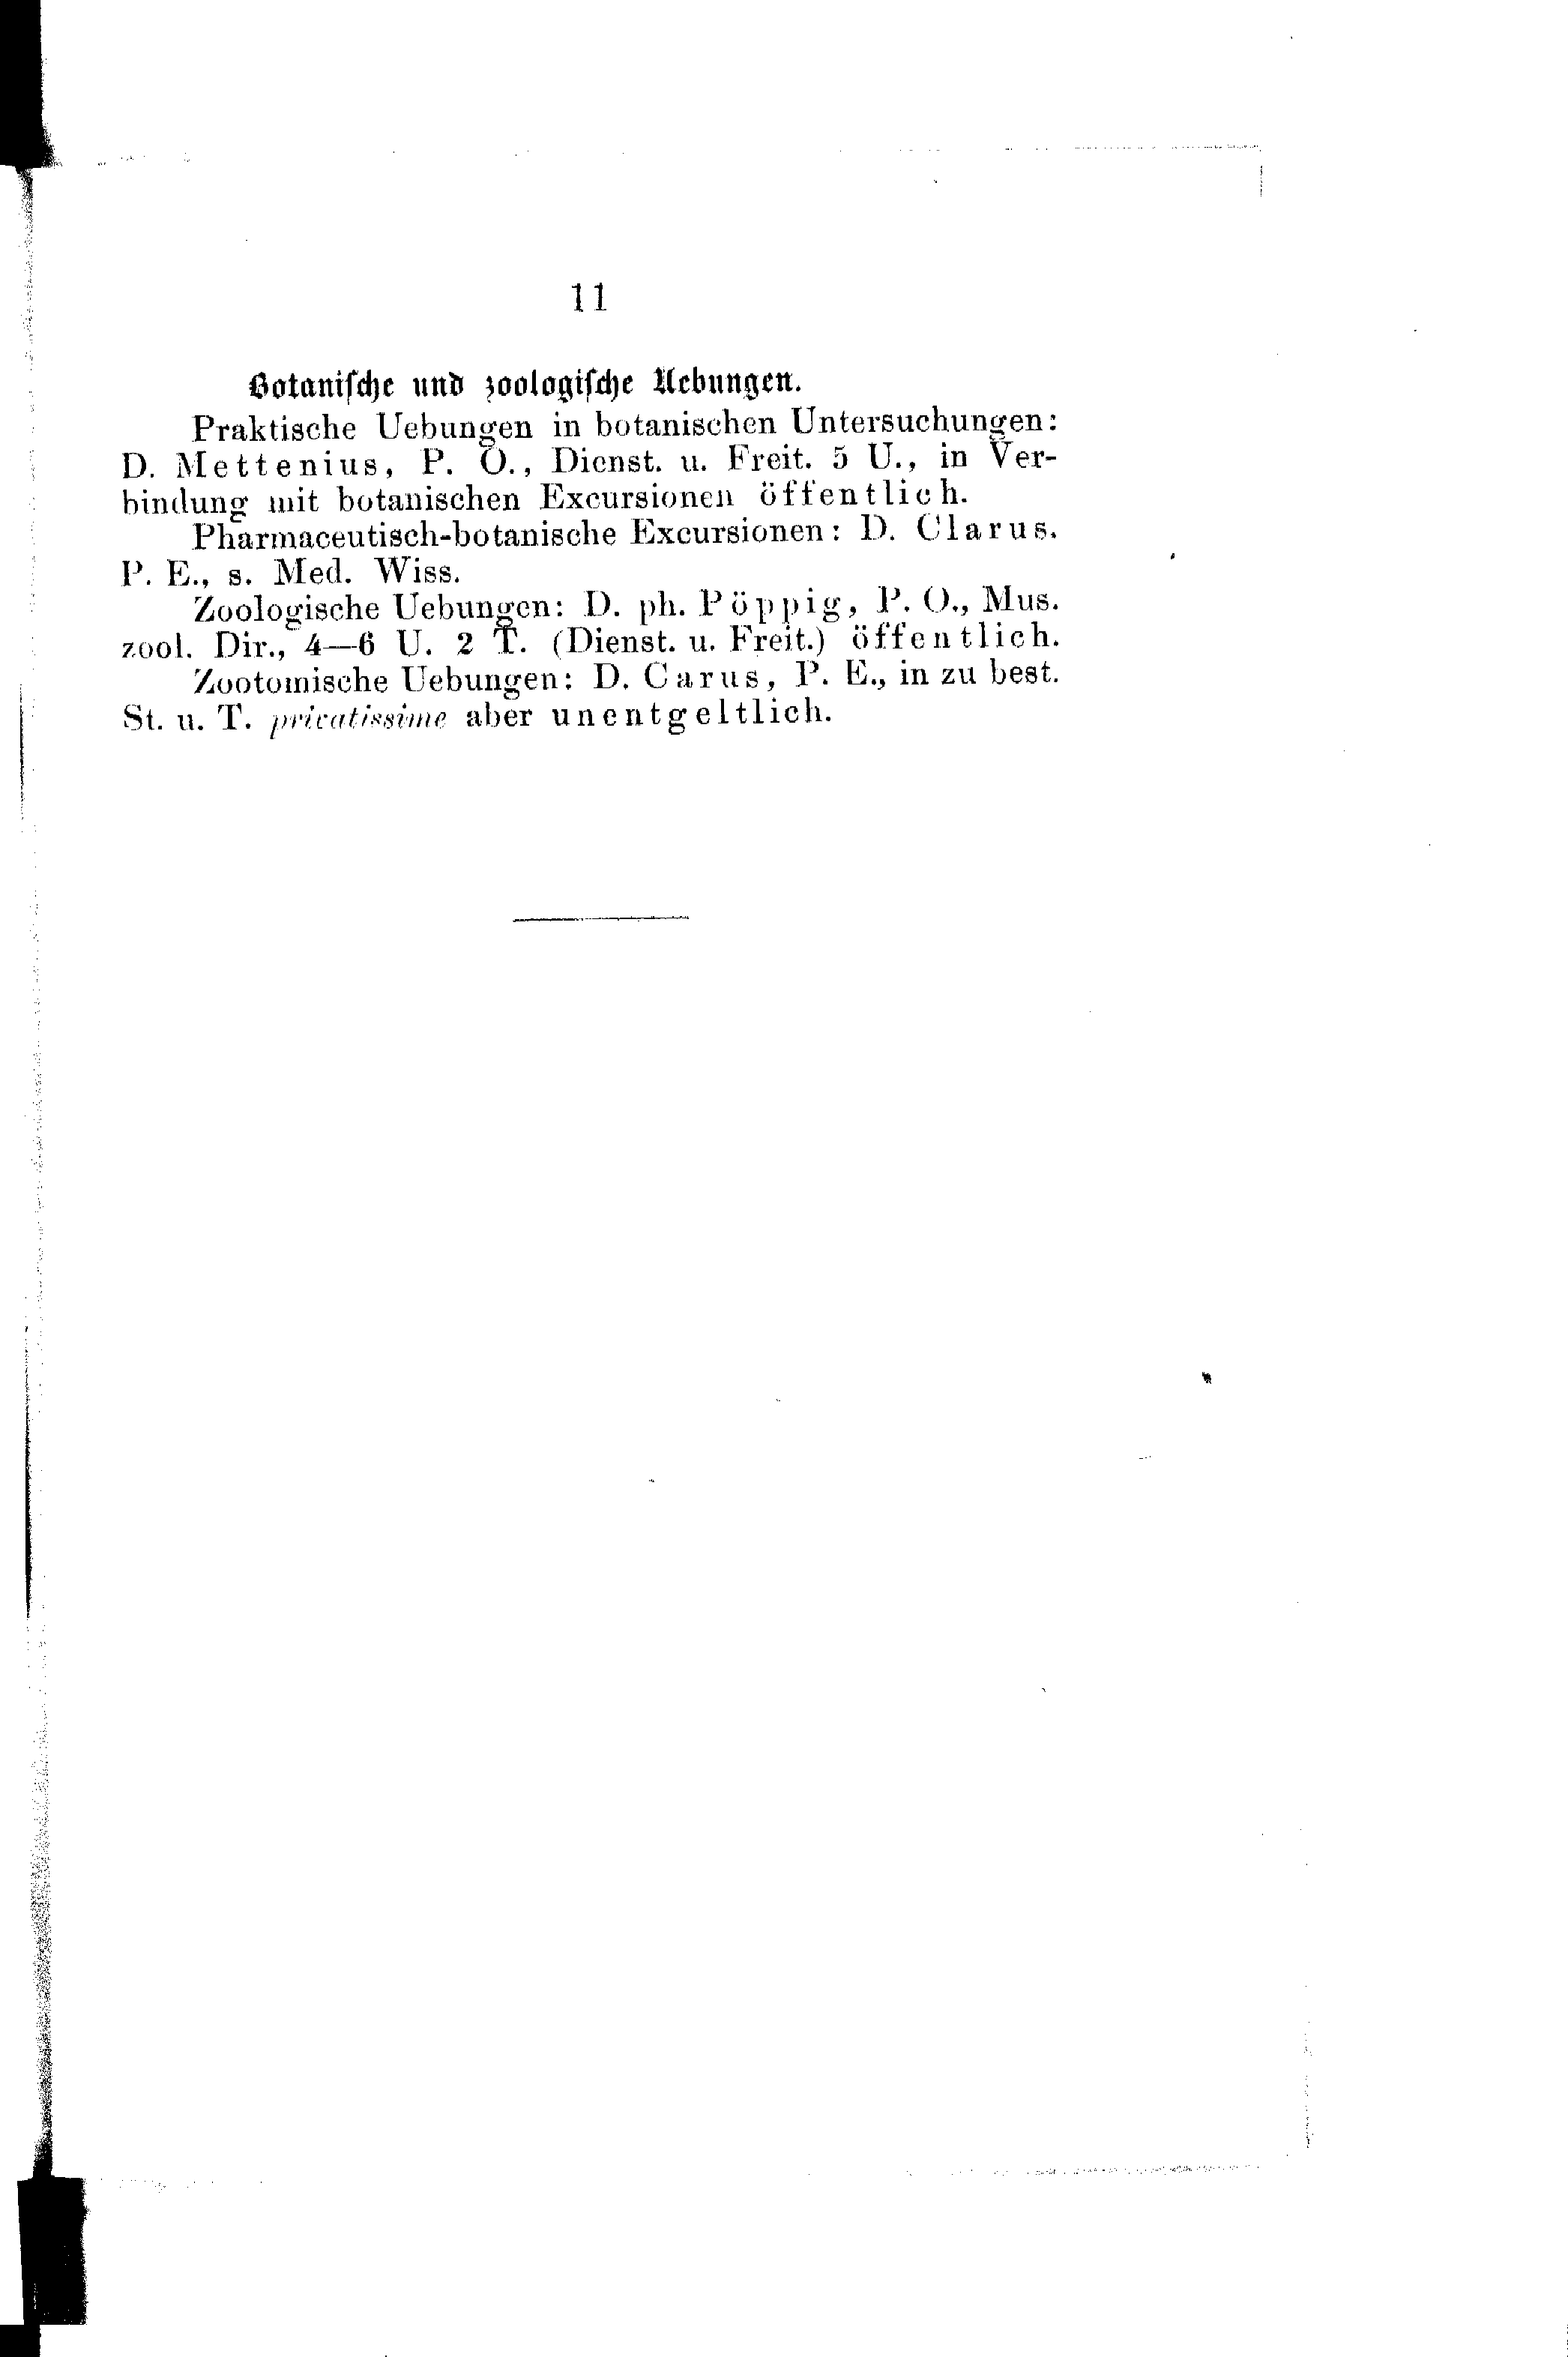 11
Botanische und zoologische Uebungen.
Praktische Uebungen in botanischen Untersuchungen:
D. Mettenius, P. O., Dienst. u. Freit. 5 U., in Ver-
bindung mit botanischen Excursionen öffentlich.
Pharmaceutisch-botanische Excursionen: D. Clarus,
P. E., s. Med. Wiss.
Zoologische Uebungen: D. ph. Pöppig, P. O., Mus.
zool. Dir., 4—6 U. 2 T. (Dienst. u. Freit.) öffentlich.
Zootomische Uebungen: D. Carus, P. E., in zu best.
St. u. T. privatissime aber unentgeltlich.